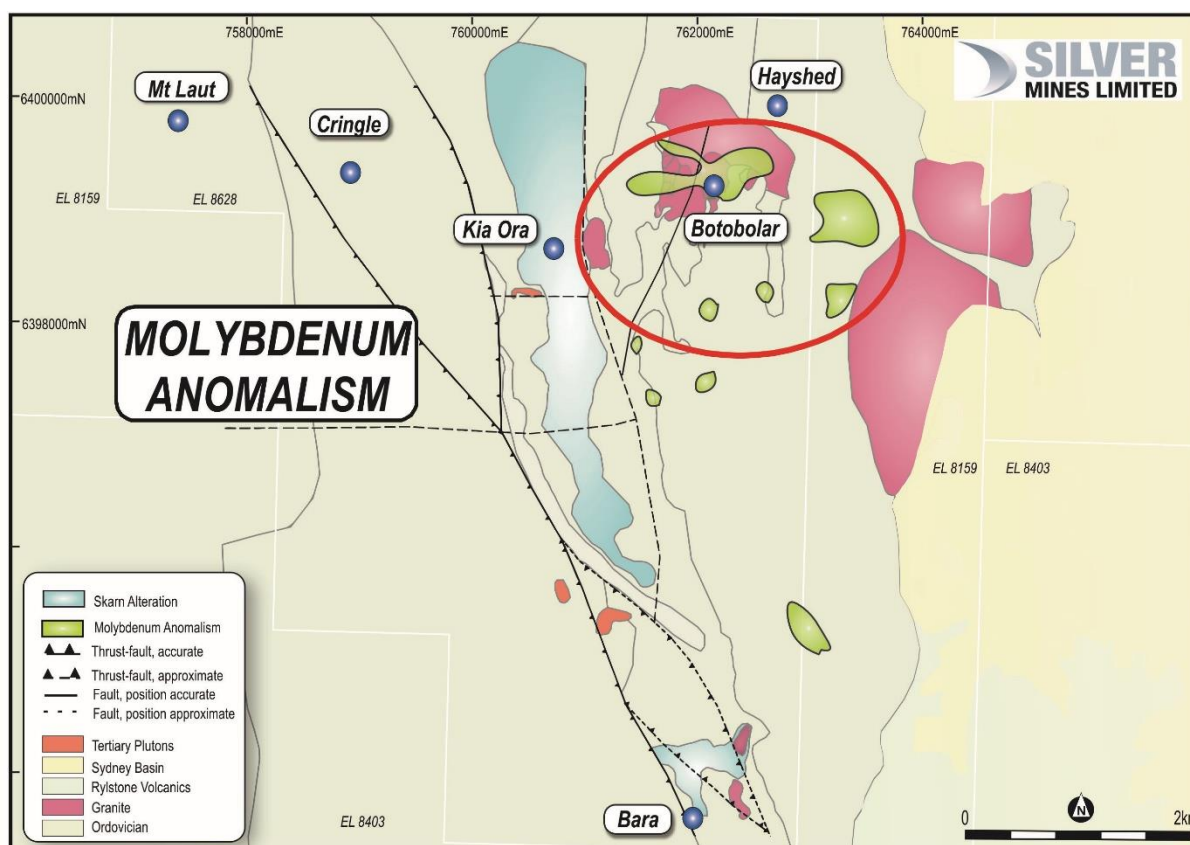 758000mE
760000mE
762000mE
764000mE
SILVER
MINES LIMITED
6400000mN
Mt Laut
Cringle
Hayshed
EL 8159
EL 8628
Kia Ora
Botobolar
6398000mN
MOLYBDENUM
ANOMALISM
EL 8159
EL 8403
Skarn Alteration
Molybdenum Anomalism
Thrust-fault, accurate
Thrust-fault, approximate
Fault, position accurate
Fault, position approximate
Tertiary Plutons
Sydney Basin
Rylstone Volcanics
Granite
Ordovician
EL 8403
Bara
N
0
2km